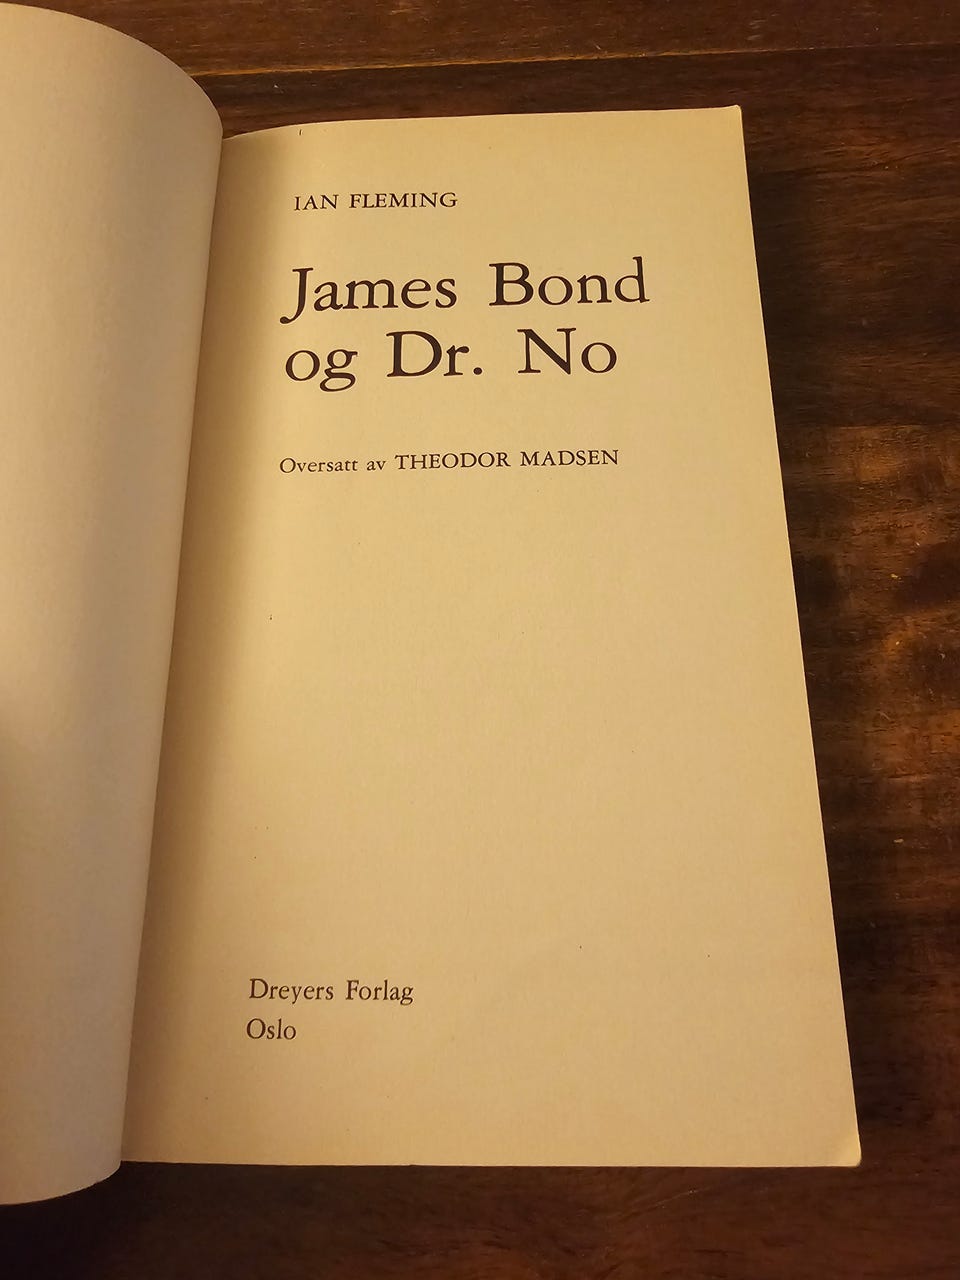 IAN FLEMING
James Bond
og Dr. No
Oversatt av THEODOR MADSEN
Dreyers Forlag
Oslo